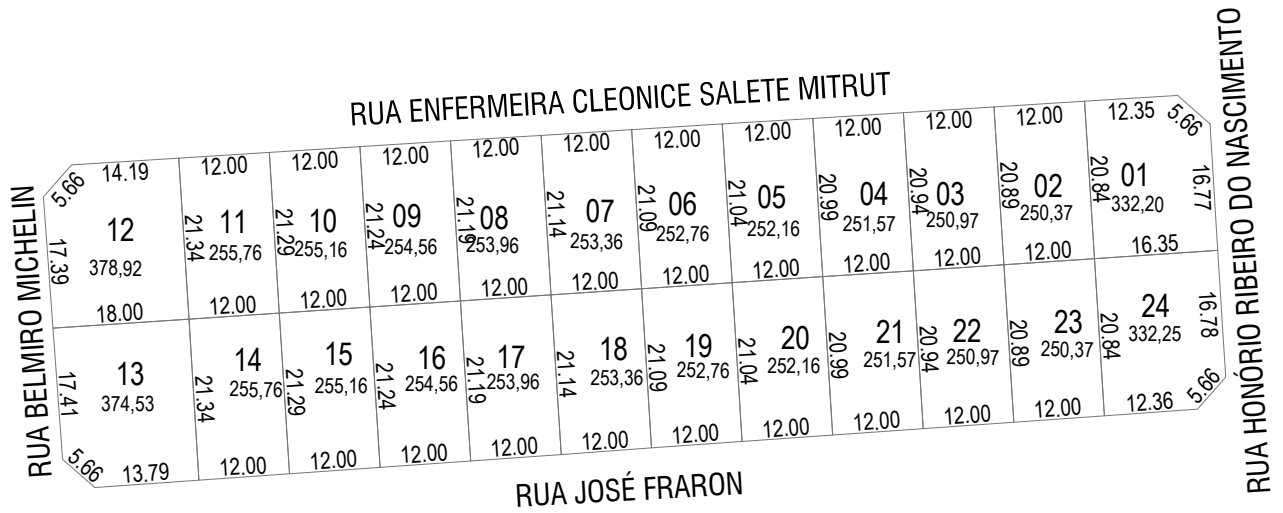 RUA ENFERMEIRA CLEONICE SALETE MITRUT
RUA HONÓRIO RIBEIRO DO NASCIMENTO
RUA BELMIRO MICHELIN
5.66 14.19 12.00 12.00 12.00 12.00 12.00 12.00 12.00 12.00 12.00 12.00 12.35 5.66
17.39 21.34 21.29 21.24 21.19 21.14 21.09 21.04 20.99 20.94 20.89 20.84 16.77
12 11 10 09 08 07 06 05 04 03 02 01
378,92 255,76 255,16 254,56 253,96 253,36 252,76 252,16 251,57 250,97 250,37 332,20
18.00 12.00 12.00 12.00 12.00 12.00 12.00 12.00 12.00 12.00 12.00 16.35
17.41 21.34 21.29 21.24 21.19 21.14 21.09 21.04 20.99 20.94 20.89 20.84 16.78
13 14 15 16 17 18 19 20 21 22 23 24
374,53 255,76 255,16 254,56 253,96 253,36 252,76 252,16 251,57 250,97 250,37 332,25
5.66 13.79 12.00 12.00 12.00 12.00 12.00 12.00 12.00 12.00 12.00 12.00 12.36 5.66
RUA JOSÉ FRARON